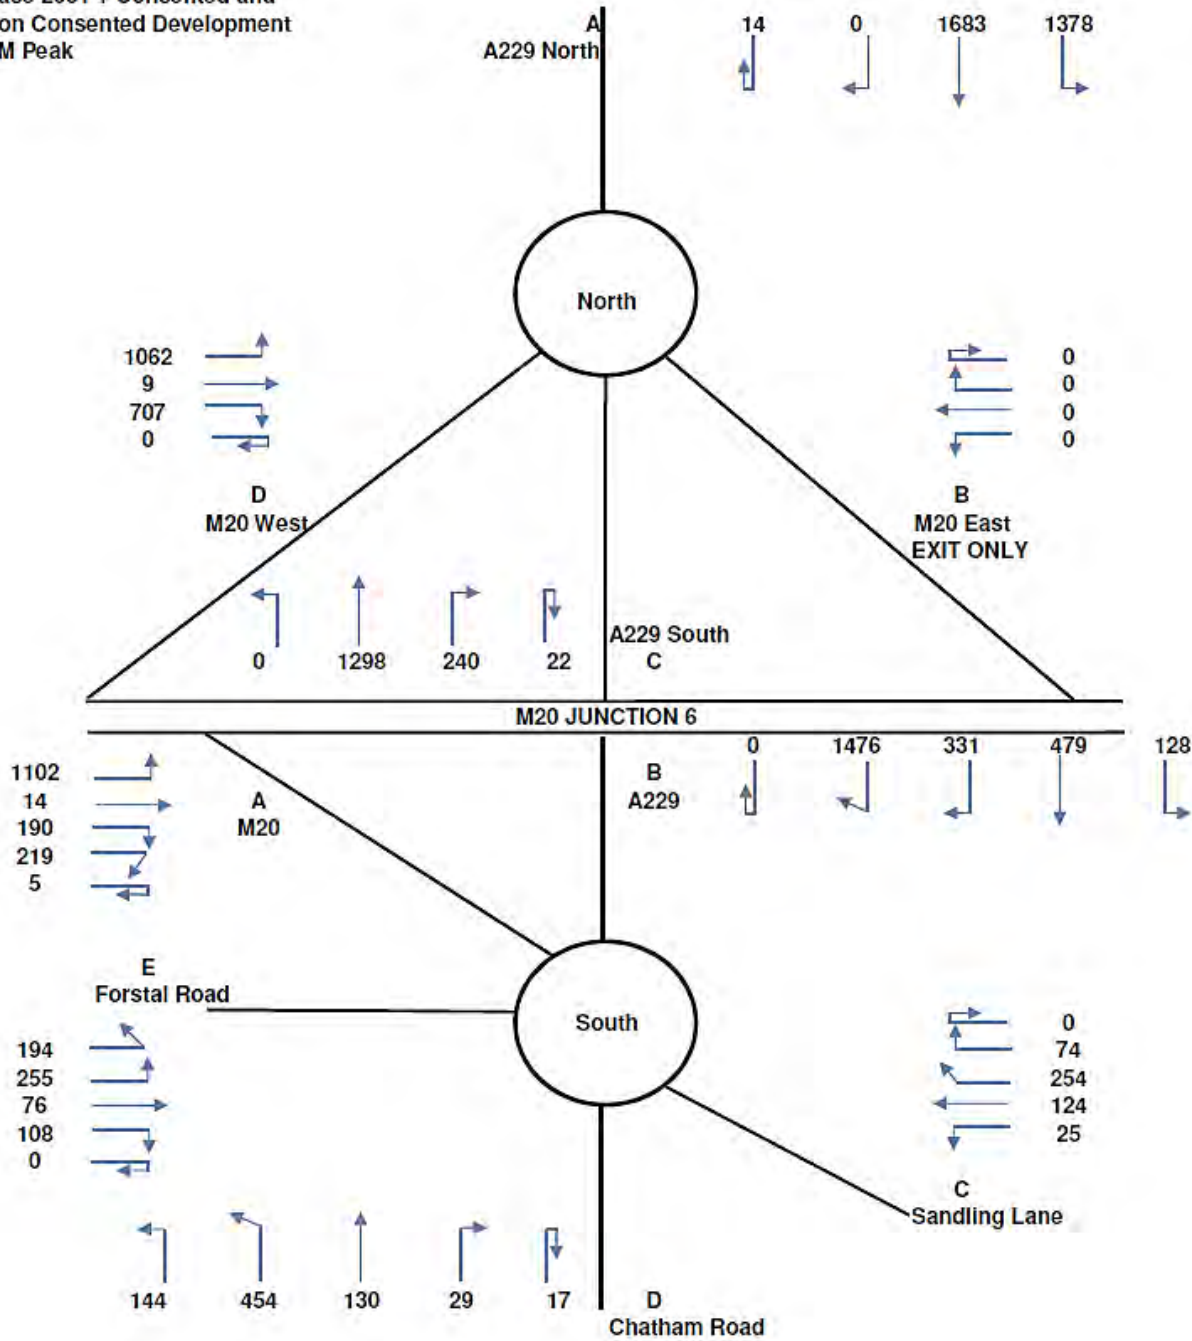 on Consented Development
M Peak
A
A229 North
14 0 1683 1378
North
1062
9
707
0
0
0
0
0
D
M20 West
B
M20 East
EXIT ONLY
0 1298 240 22
A229 South
C
M20 JUNCTION 6
1102
14
190
219
5
A
M20
B
A229
0 1476 331 479 128
E
Forstal Road
South
194
255
76
108
0
0
74
254
124
25
C
Sandling Lane
144 454 130 29 17
D
Chatham Road